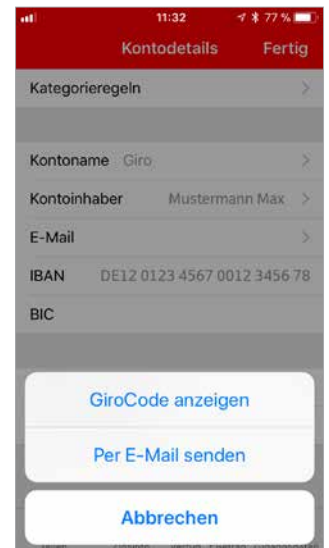 11:32
77 %
Kontodetails Fertig
Kategorieregeln
Kontoname Giro
Kontoinhaber Mustermann Max
E-Mail
IBAN DE12 0123 4567 0012 3456 78
BIC
GiroCode anzeigen
Per E-Mail senden
Abbrechen